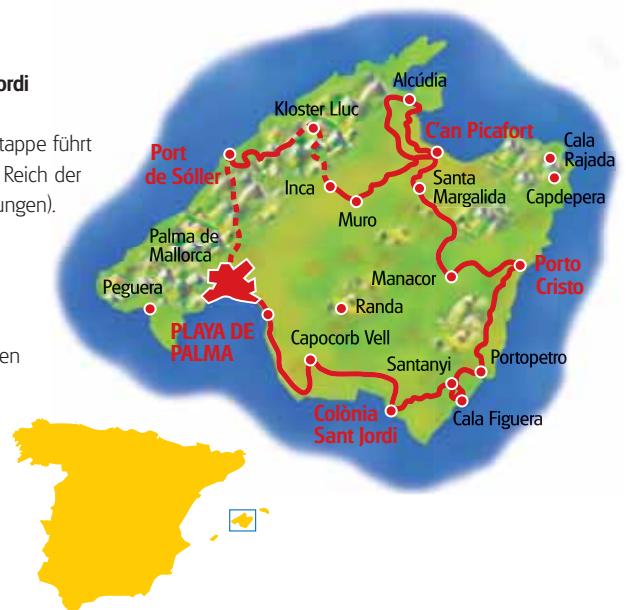 ordi
tappe führt
Reich der
ungen).
en
Alcúdia
Kloster Lluc
C'an Picafort
Cala
Rajada
Port
de Sóller
Capdepera
Inca
Santa
Margalida
Muro
Palma de
Mallorca
Manacor
Porto
Cristo
Peguera
Randa
PLAYA DE
PALMA
Capocorb Vell
Santanyi
Portopetro
Colònia
Sant Jordi
Cala Figuera